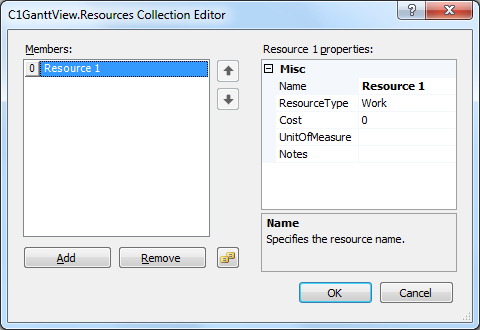 C1GanttView.Resources Collection Editor
?
Members:
0 Resource 1
Resource 1 properties:
Misc
Name Resource 1
ResourceType Work
Cost 0
UnitOfMeasure
Notes
Name
Specifies the resource name.
Add
Remove
OK
Cancel